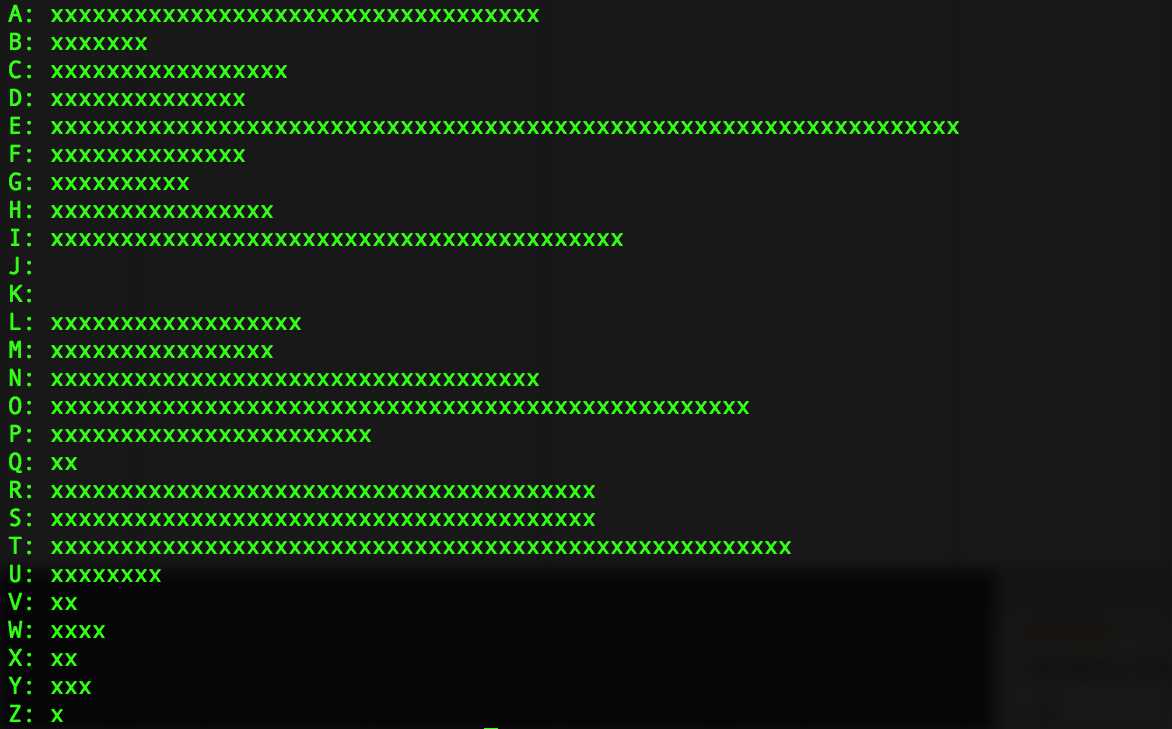 A: xxxxxxxxxxxxxxxxxxxxxxxxxxxxxxxxxxx
B: xxxxxxx
C: xxxxxxxxxxxxxxxxx
D: xxxxxxxxxxxxxx
E: xxxxxxxxxxxxxxxxxxxxxxxxxxxxxxxxxxxxxxxxxxxxxxxxxxxxxxxxxxxxxxxxx
F: xxxxxxxxxxxxxx
G: xxxxxxxxxx
H: xxxxxxxxxxxxxxxx
I: xxxxxxxxxxxxxxxxxxxxxxxxxxxxxxxxxxxxxxxxx
J:
K:
L: xxxxxxxxxxxxxxxxxx
M: xxxxxxxxxxxxxxxx
N: xxxxxxxxxxxxxxxxxxxxxxxxxxxxxxxxxxx
O: xxxxxxxxxxxxxxxxxxxxxxxxxxxxxxxxxxxxxxxxxxxxxxxxxx
P: xxxxxxxxxxxxxxxxxxxxxxx
Q: xx
R: xxxxxxxxxxxxxxxxxxxxxxxxxxxxxxxxxxxxxxx
S: xxxxxxxxxxxxxxxxxxxxxxxxxxxxxxxxxxxxxxx
T: xxxxxxxxxxxxxxxxxxxxxxxxxxxxxxxxxxxxxxxxxxxxxxxxxxxxx
U: xxxxxxxx
V: xx
W: xxxx
X: xx
Y: xxx
Z: x